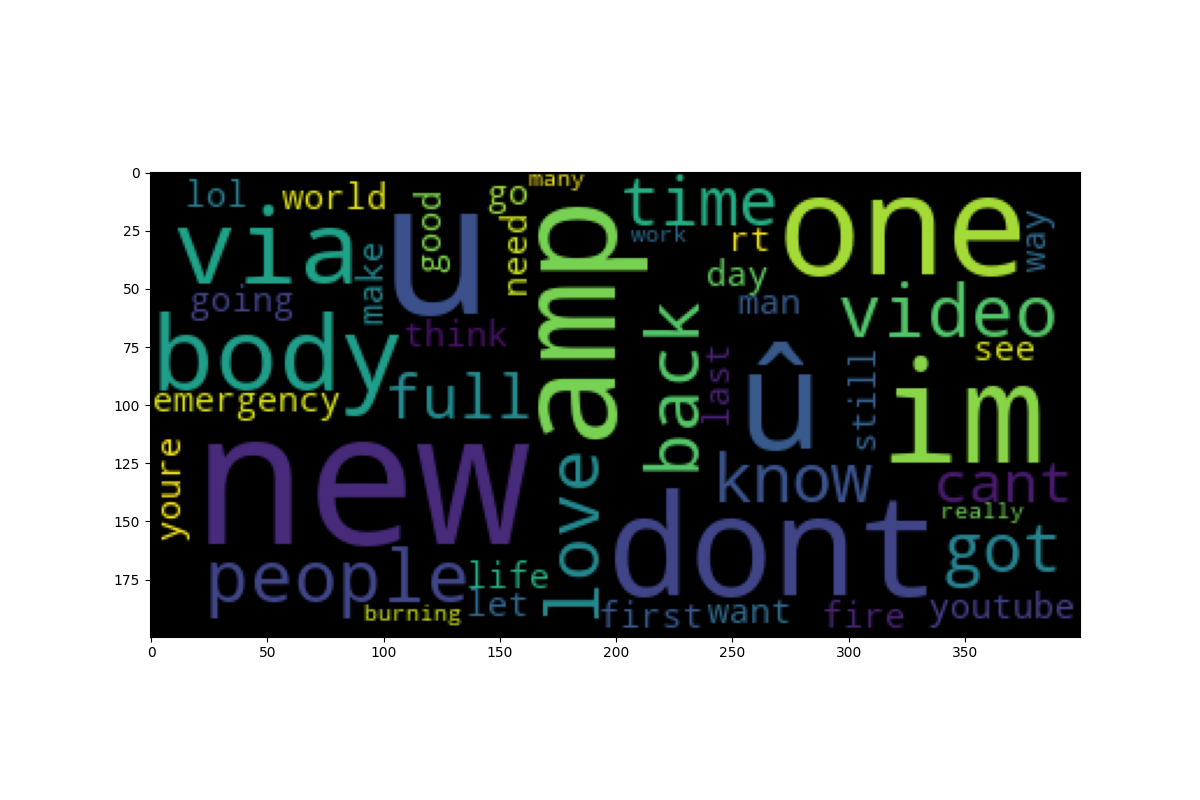 lol
world
good
go
many
time
one
way
via
u
need
amp
work
rt
make
day
going
man
video
body
think
back
see
emergency
full
last
û
still
im
youre
new
love
know
cant
really
dont
got
people
life
burning
let
first
want
fire
youtube
0
25
50
75
100
125
150
175
0 50 100 150 200 250 300 350